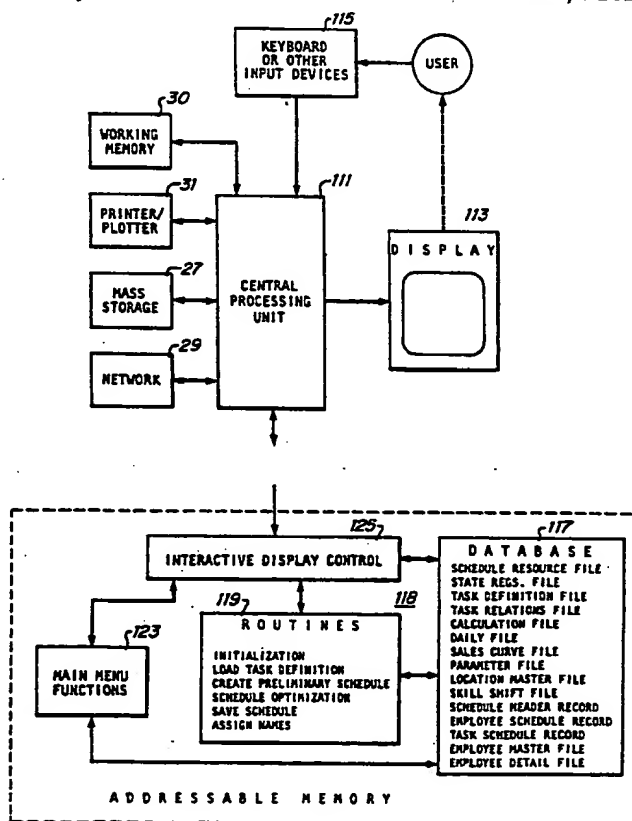 115
KEYBOARD
OR OTHER
INPUT DEVICES
USER
30
WORKING
MEMORY
111
31
PRINTER/
PLOTTER
113
DISPLAY
27
MASS
STORAGE
CENTRAL
PROCESSING
UNIT
29
NETWORK
125
INTERACTIVE DISPLAY CONTROL
117
DATABASE
SCHEDULE RESOURCE FILE
STATE REGS. FILE
TASK DEFINITION FILE
TASK RELATIONS FILE
CALCULATION FILE
DAILY FILE
SALES CURVE FILE
PARAMETER FILE
LOCATION MASTER FILE
SKILL SHIFT FILE
SCHEDULE HEADER RECORD
EMPLOYEE SCHEDULE RECORD
TASK SCHEDULE RECORD
EMPLOYEE MASTER FILE
EMPLOYEE DETAIL FILE
119
118
ROUTINES
INITIALIZATION
LOAD TASK DEFINITION
CREATE PRELIMINARY SCHEDULE
SCHEDULE OPTIMIZATION
SAVE SCHEDULE
ASSIGN NAMES
123
MAIN MENU
FUNCTIONS
ADDRESSABLE MEMORY